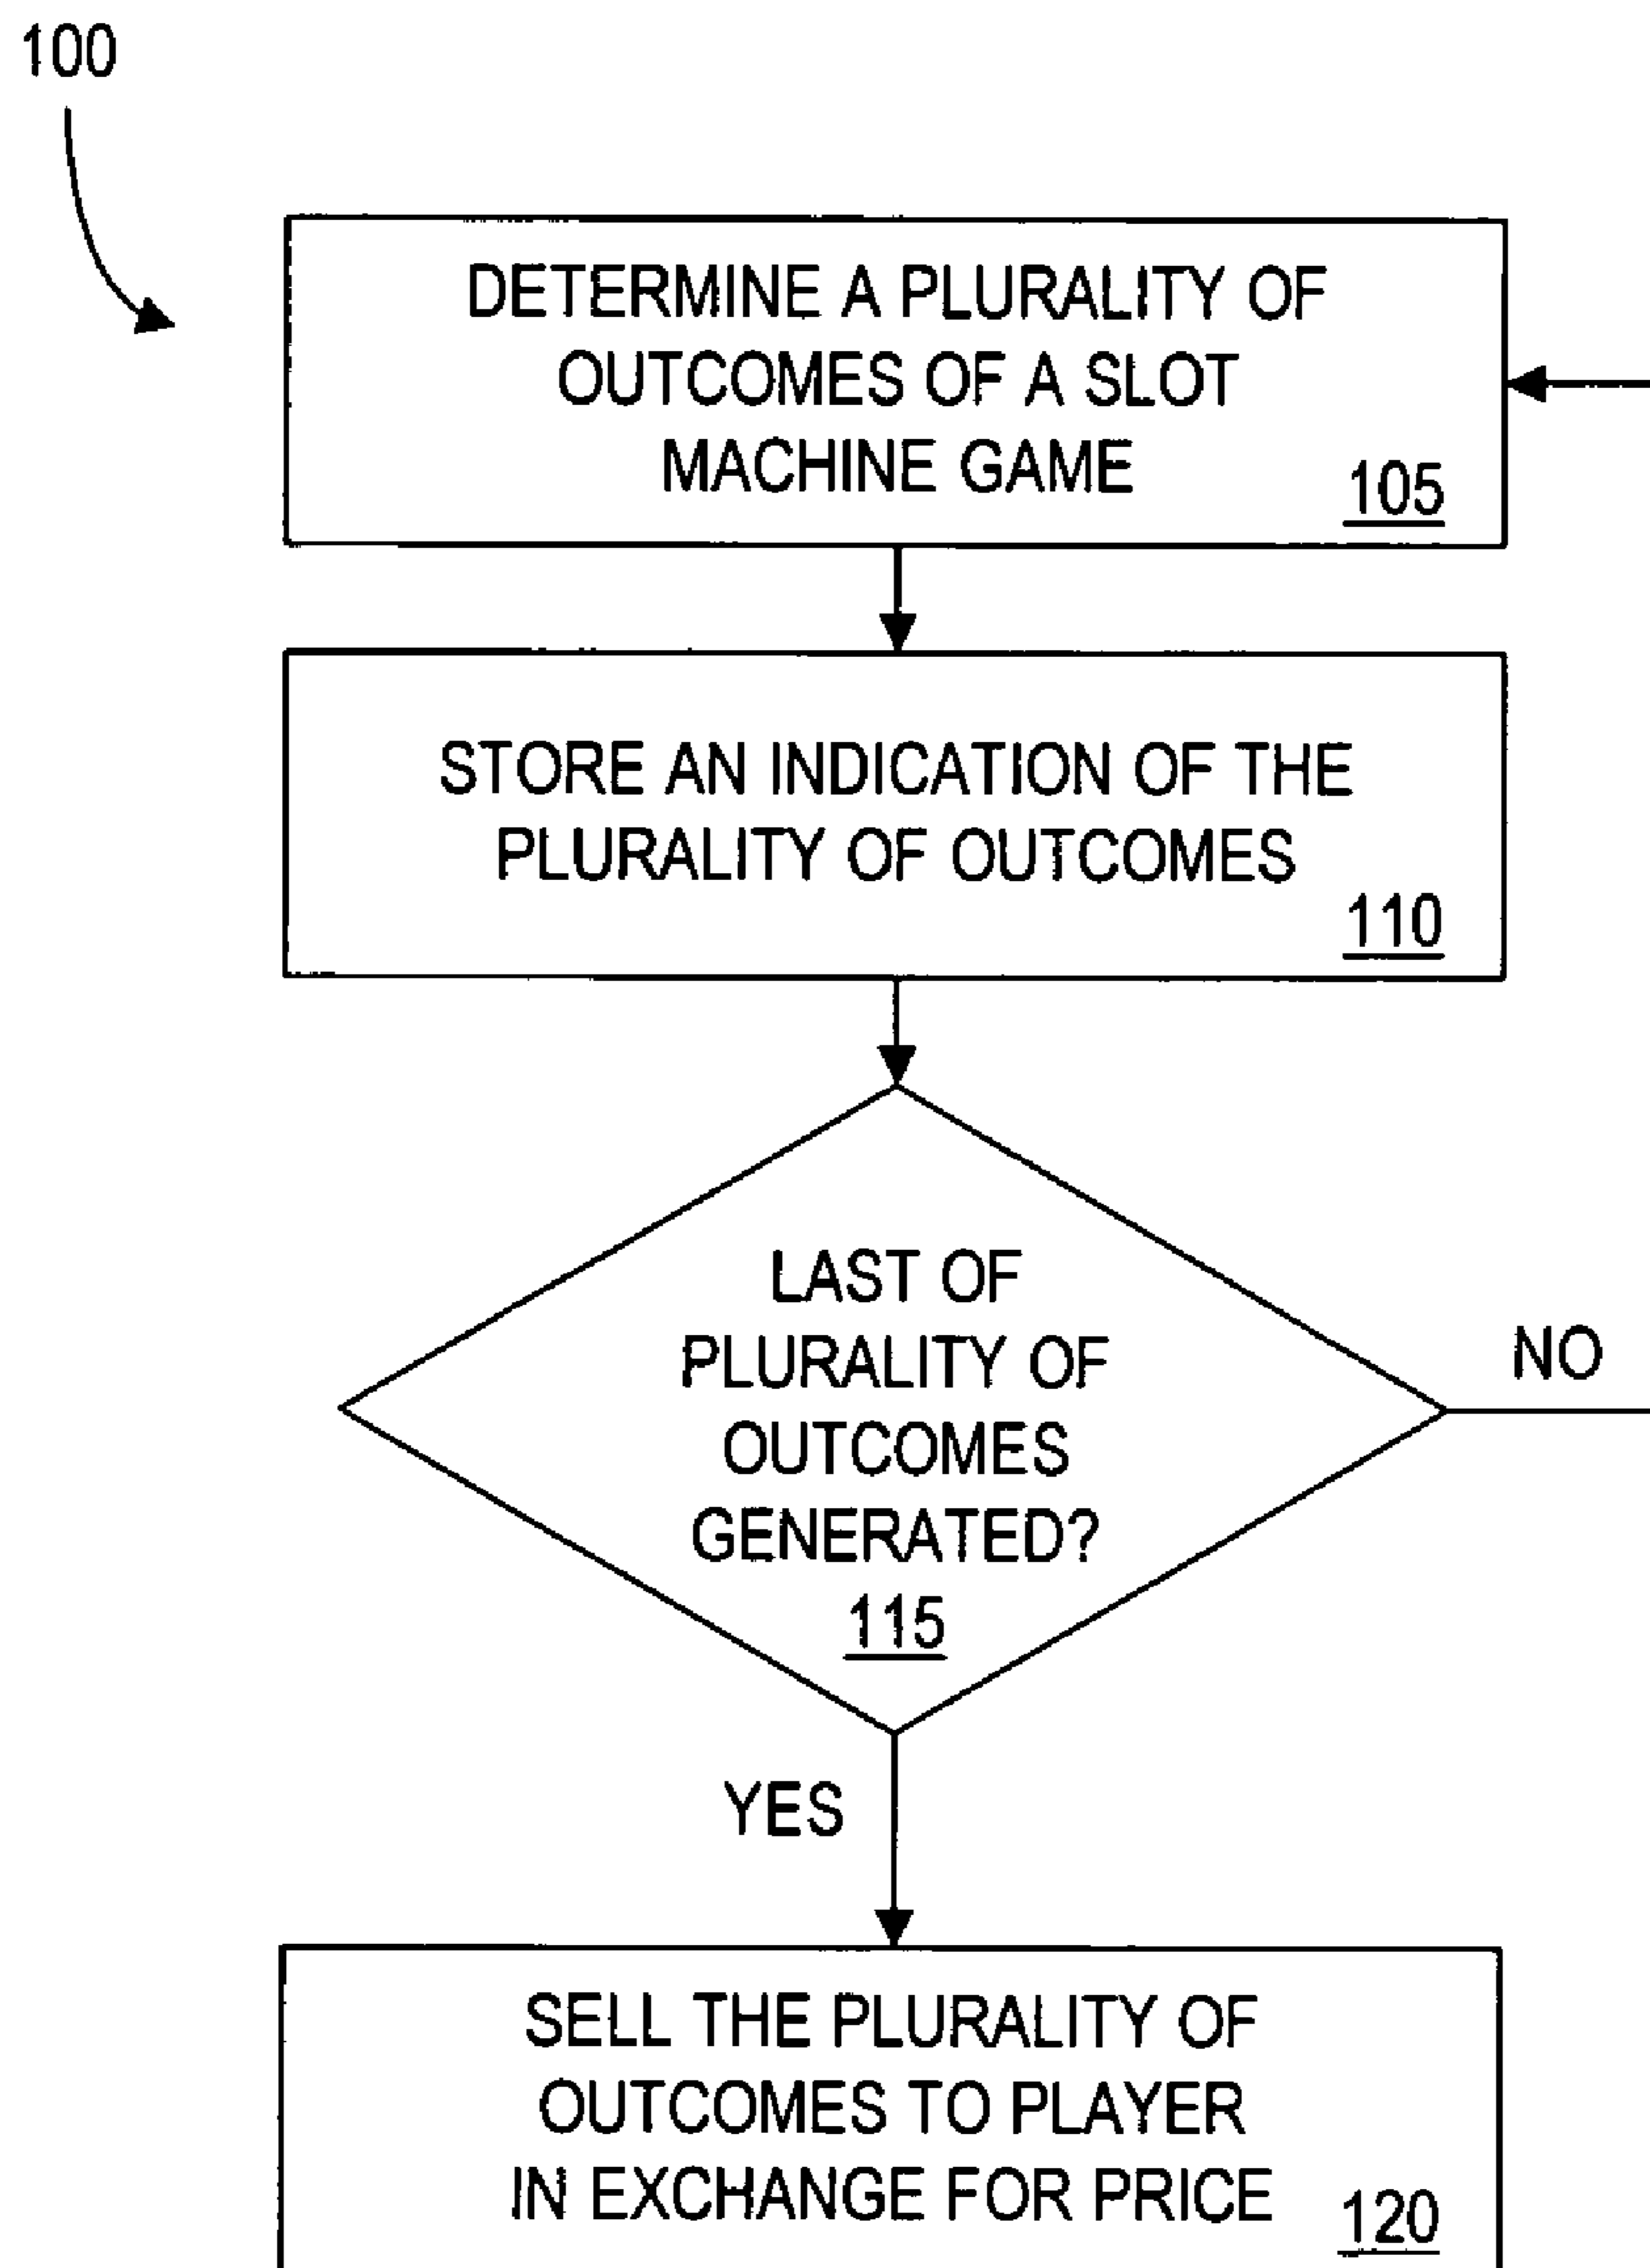 100
DETERMINE A PLURALITY OF
OUTCOMES OF A SLOT
MACHINE GAME
105
STORE AN INDICATION OF THE
PLURALITY OF OUTCOMES
110
LAST OF
PLURALITY OF
OUTCOMES
GENERATED?
115
NO
YES
SELL THE PLURALITY OF
OUTCOMES TO PLAYER
IN EXCHANGE FOR PRICE
120